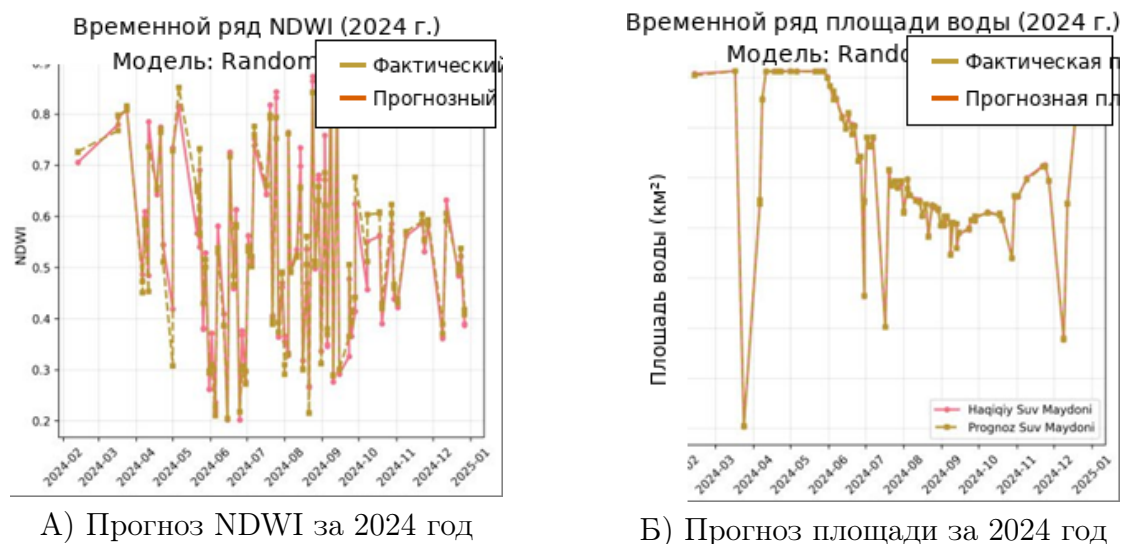 Временной ряд NDWI (2024 г.)
Модель: Random
Фактический
Прогнозный
0.9
0.8
0.7
0.6
0.5
0.4
0.3
0.2
NDWI
2024-02
2024-03
2024-04
2024-05
2024-06
2024-07
2024-08
2024-09
2024-10
2024-11
2024-12
2025-01
А) Прогноз NDWI за 2024 год
Временной ряд площади воды (2024 г.)
Модель: Rando
Фактическая п
Прогнозная пл
Площадь воды (км²)
Haqiqiy Suv Maydoni
Prognoz Suv Maydoni
02
2024-03
2024-04
2024-05
2024-06
2024-07
2024-08
2024-09
2024-10
2024-11
2024-12
2025-01
Б) Прогноз площади за 2024 год